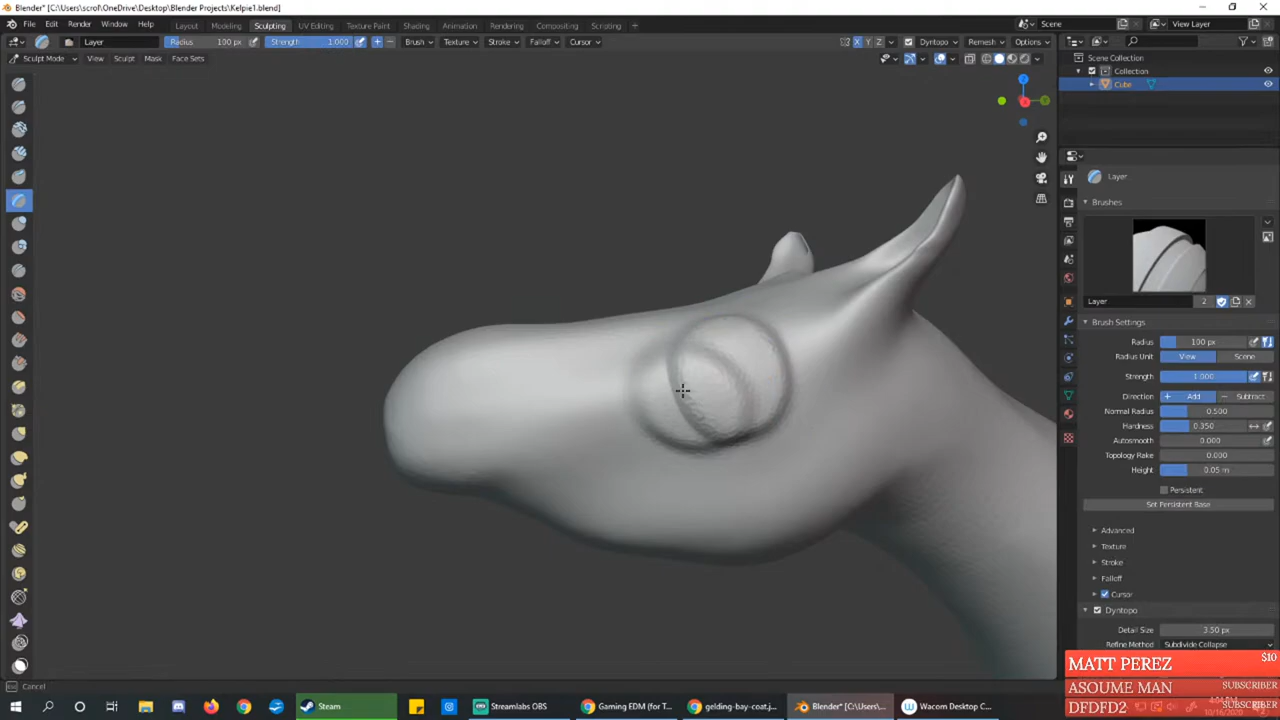 Blender* [C:\Users\scrol\OneDrive\Desktop\Blender Projects\Kelpie1.blend]
File Edit Render Window Help Layout Modeling Sculpting UV Editing Texture Paint Shading Animation Rendering Compositing Scripting + Scene View Layer
Layer Radius 100 px Strength 1.000 Brush Texture Stroke Falloff Cursor X Y Z Dyntopo Remesh Options
Sculpt Mode View Sculpt Mask Face Sets
Scene Collection
Collection
Cube
Layer
Brushes
Layer 2
Brush Settings
Radius 100 px
Radius Unit View Scene
Strength 1.000
Direction + Add − Subtract
Normal Radius 0.500
Hardness 0.350
Autosmooth 0.000
Topology Rake 0.000
Height 0.05 m
Persistent
Set Persistent Base
Advanced
Texture
Stroke
Falloff
Cursor
Dyntopo
Detail Size 3.50 px
Refine Method Subdivide Collapse
MATT PEREZ $10
ASOUME MAN SUBSCRIBER
DFDFD2 SUBSCRIBER
Cancel
Steam Streamlabs OBS Gaming EDM (for T... gelding-bay-coat.j... Blender* [C:\Users\... Wacom Desktop C...
10/16/2020